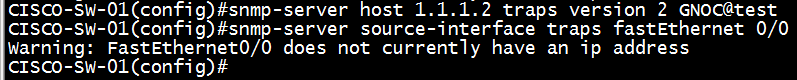 CISCO-SW-01(config)#snmp-server host 1.1.1.2 traps version 2 GNOC@test
CISCO-SW-01(config)#snmp-server source-interface traps fastEthernet 0/0
Warning: FastEthernet0/0 does not currently have an ip address
CISCO-SW-01(config)#